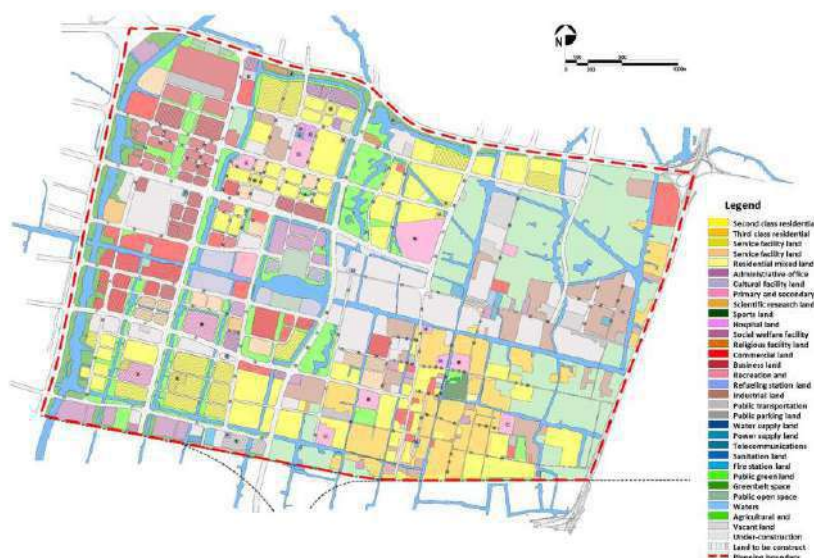 N
1000m
Legend
Second class residential
Third class residential
Service facility land
Service facility land
Residential mixed land
Administrative office
Cultural facility land
Primary and secondary
Scientific research land
Sports land
Hospital land
Social welfare facility
Religious facility land
Commercial land
Business land
Recreation and
Refueling station land
Industrial land
Public transportation
Public parking land
Water supply land
Power supply land
Telecommunications
Sanitation land
Fire station land
Public green land
Greenbelt space
Public open space
Waters
Agricultural and
Vacant land
Under-construction
Land to be construct
Planning boundary